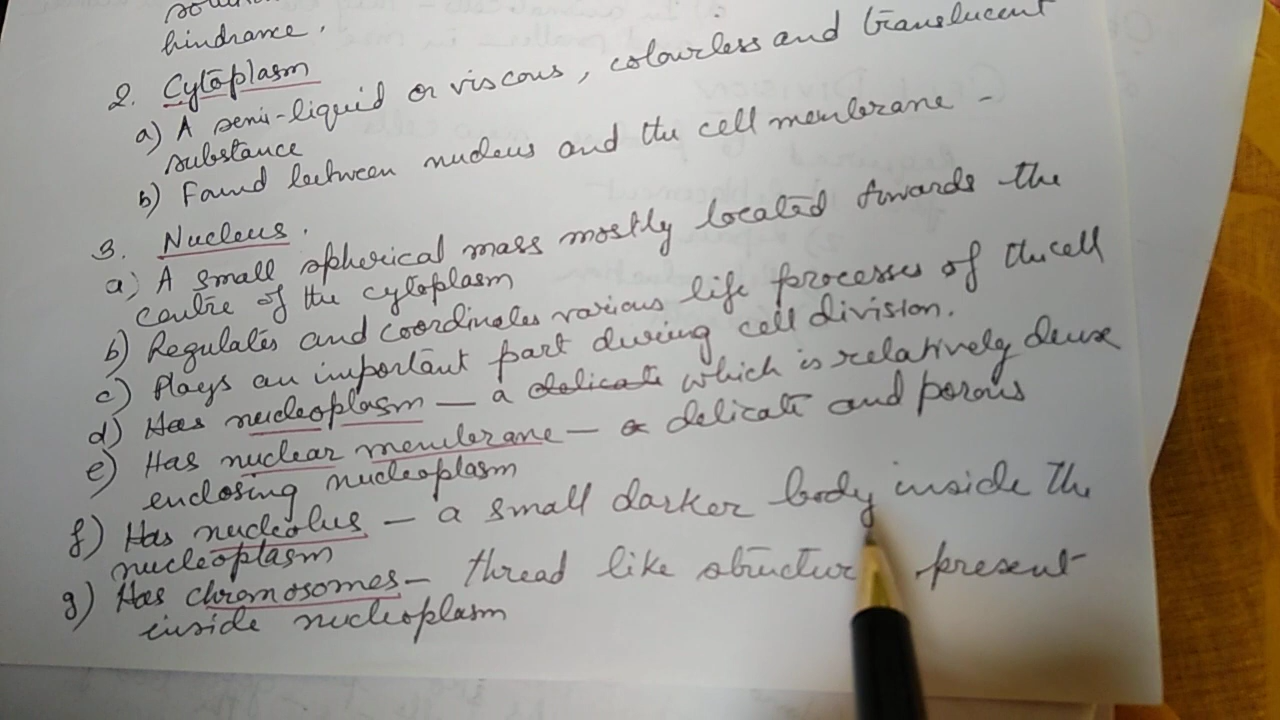 hindrance.
2. Cytoplasm
a) A semi-liquid or viscous, colourless and translucent
substance
b) Found between nucleus and the cell membrane -
3. Nucleus.
a) A small spherical mass mostly located towards the
centre of the cytoplasm
b) Regulates and coordinates various life processes of the cell
c) Plays an important part during cell division.
d) Has nucleoplasm — a delicate which is relatively dense
e) Has nuclear membrane — a delicate and porous
enclosing nucleoplasm
f) Has nucleolus — a small darker body inside the
nucleoplasm
g) Has chromosomes — thread like structur present
inside nucleoplasm